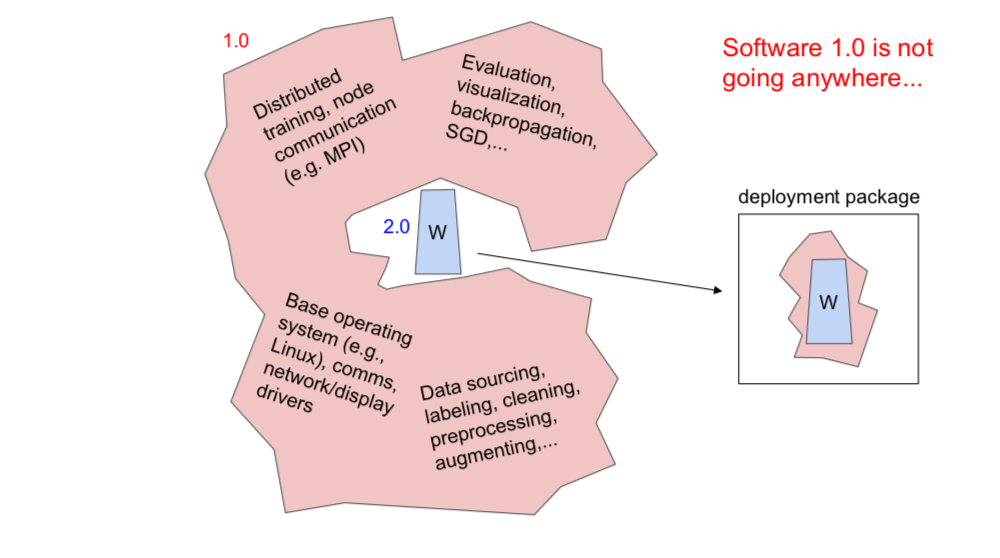 1.0
Distributed
training, node
communication
(e.g. MPI)
Evaluation,
visualization,
backpropagation,
SGD,...
Software 1.0 is not
going anywhere...
2.0
W
deployment package
W
Base operating
system (e.g.,
Linux), comms,
network/display
drivers
Data sourcing,
labeling, cleaning,
preprocessing,
augmenting,...